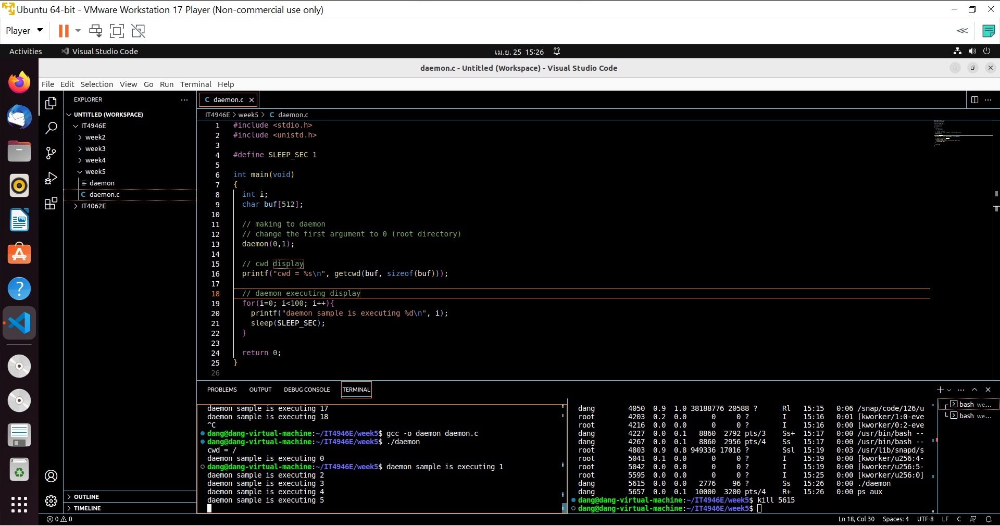 Ubuntu 64-bit - VMware Workstation 17 Player (Non-commercial use only)
Player
Activities
Visual Studio Code
เม.ย. 25 15:26
daemon.c - Untitled (Workspace) - Visual Studio Code
File Edit Selection View Go Run Terminal Help
EXPLORER
UNTITLED (WORKSPACE)
IT4946E
week2
week3
week4
week5
daemon
C daemon.c
IT4062E
OUTLINE
TIMELINE
C daemon.c
IT4946E > week5 > C daemon.c
1 #include <stdio.h>
2 #include <unistd.h>
3
4 #define SLEEP_SEC 1
5
6 int main(void)
7 {
8 int i;
9 char buf[512];
10
11 // making to daemon
12 // change the first argument to 0 (root directory)
13 daemon(0,1);
14
15 // cwd display
16 printf("cwd = %s\n", getcwd(buf, sizeof(buf)));
17
18 // daemon executing display
19 for(i=0; i<100; i++){
20 printf("daemon sample is executing %d\n", i);
21 sleep(SLEEP_SEC);
22 }
23
24 return 0;
25 }
26
PROBLEMS OUTPUT DEBUG CONSOLE TERMINAL
daemon sample is executing 17
daemon sample is executing 18
^C
dang@dang-virtual-machine:~/IT4946E/week5$ gcc -o daemon daemon.c
dang@dang-virtual-machine:~/IT4946E/week5$ ./daemon
cwd = /
daemon sample is executing 0
dang@dang-virtual-machine:~/IT4946E/week5$ daemon sample is executing 1
daemon sample is executing 2
daemon sample is executing 3
daemon sample is executing 4
daemon sample is executing 5
dang 4050 0.9 1.0 38188776 20588 ? Rl 15:15 0:06 /snap/code/126/u
root 4203 0.2 0.0 0 0 ? I 15:16 0:01 [kworker/1:0-eve
root 4216 0.0 0.0 0 0 ? I 15:16 0:00 [kworker/0:2-eve
dang 4227 0.0 0.1 8860 2792 pts/3 Ss+ 15:17 0:00 /usr/bin/bash --
dang 4267 0.0 0.1 8860 2956 pts/4 Ss 15:17 0:00 /usr/bin/bash --
root 4803 0.9 0.8 949336 17016 ? Ssl 15:19 0:03 /usr/lib/snapd/s
root 5041 0.1 0.0 0 0 ? I 15:19 0:00 [kworker/u256:4-
root 5042 0.0 0.0 0 0 ? I 15:19 0:00 [kworker/u256:5-
root 5595 0.0 0.0 0 0 ? I 15:25 0:00 [kworker/u256:0]
dang 5615 0.0 0.0 2776 96 ? Ss 15:26 0:00 ./daemon
dang 5657 0.0 0.1 10000 3200 pts/4 R+ 15:26 0:00 ps aux
dang@dang-virtual-machine:~/IT4946E/week5$ kill 5615
dang@dang-virtual-machine:~/IT4946E/week5$
bash we...
bash we...
0 0
Ln 18, Col 30 Spaces: 4 UTF-8 LF C